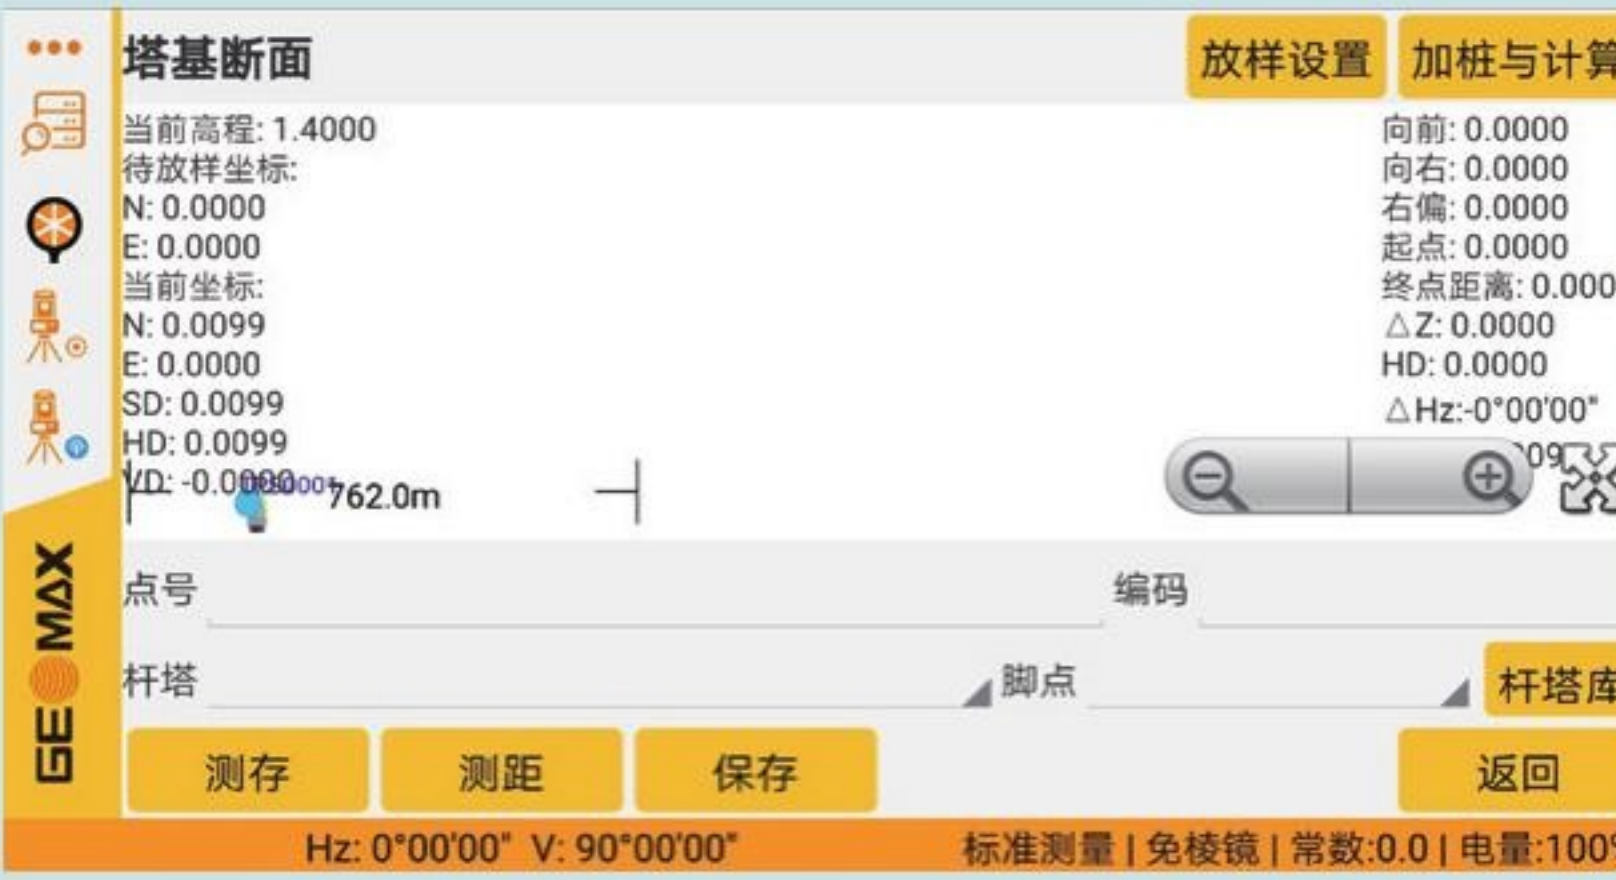 塔基断面
放样设置
加桩与计算
当前高程: 1.4000
待放样坐标:
N: 0.0000
E: 0.0000
当前坐标:
N: 0.0099
E: 0.0000
SD: 0.0099
HD: 0.0099
VD: -0.0000
762.0m
向前: 0.0000
向右: 0.0000
右偏: 0.0000
起点: 0.0000
终点距离: 0.000
△Z: 0.0000
HD: 0.0000
△Hz:-0°00'00"
点号
编码
杆塔
脚点
杆塔库
测存
测距
保存
返回
GEOMAX
Hz: 0°00'00" V: 90°00'00"
标准测量 | 免棱镜 | 常数:0.0 | 电量:100%